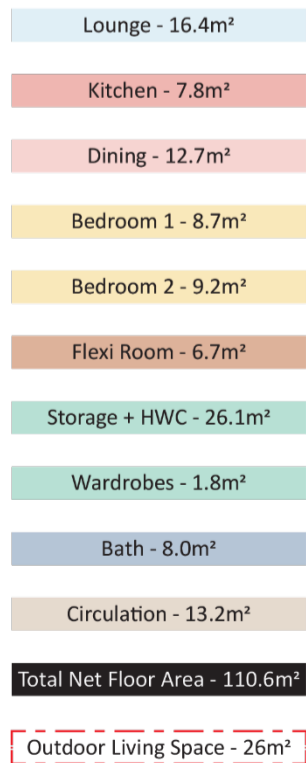 Lounge - 16.4m²
Kitchen - 7.8m²
Dining - 12.7m²
Bedroom 1 - 8.7m²
Bedroom 2 - 9.2m²
Flexi Room - 6.7m²
Storage + HWC - 26.1m²
Wardrobes - 1.8m²
Bath - 8.0m²
Circulation - 13.2m²
Total Net Floor Area - 110.6m²
Outdoor Living Space - 26m²